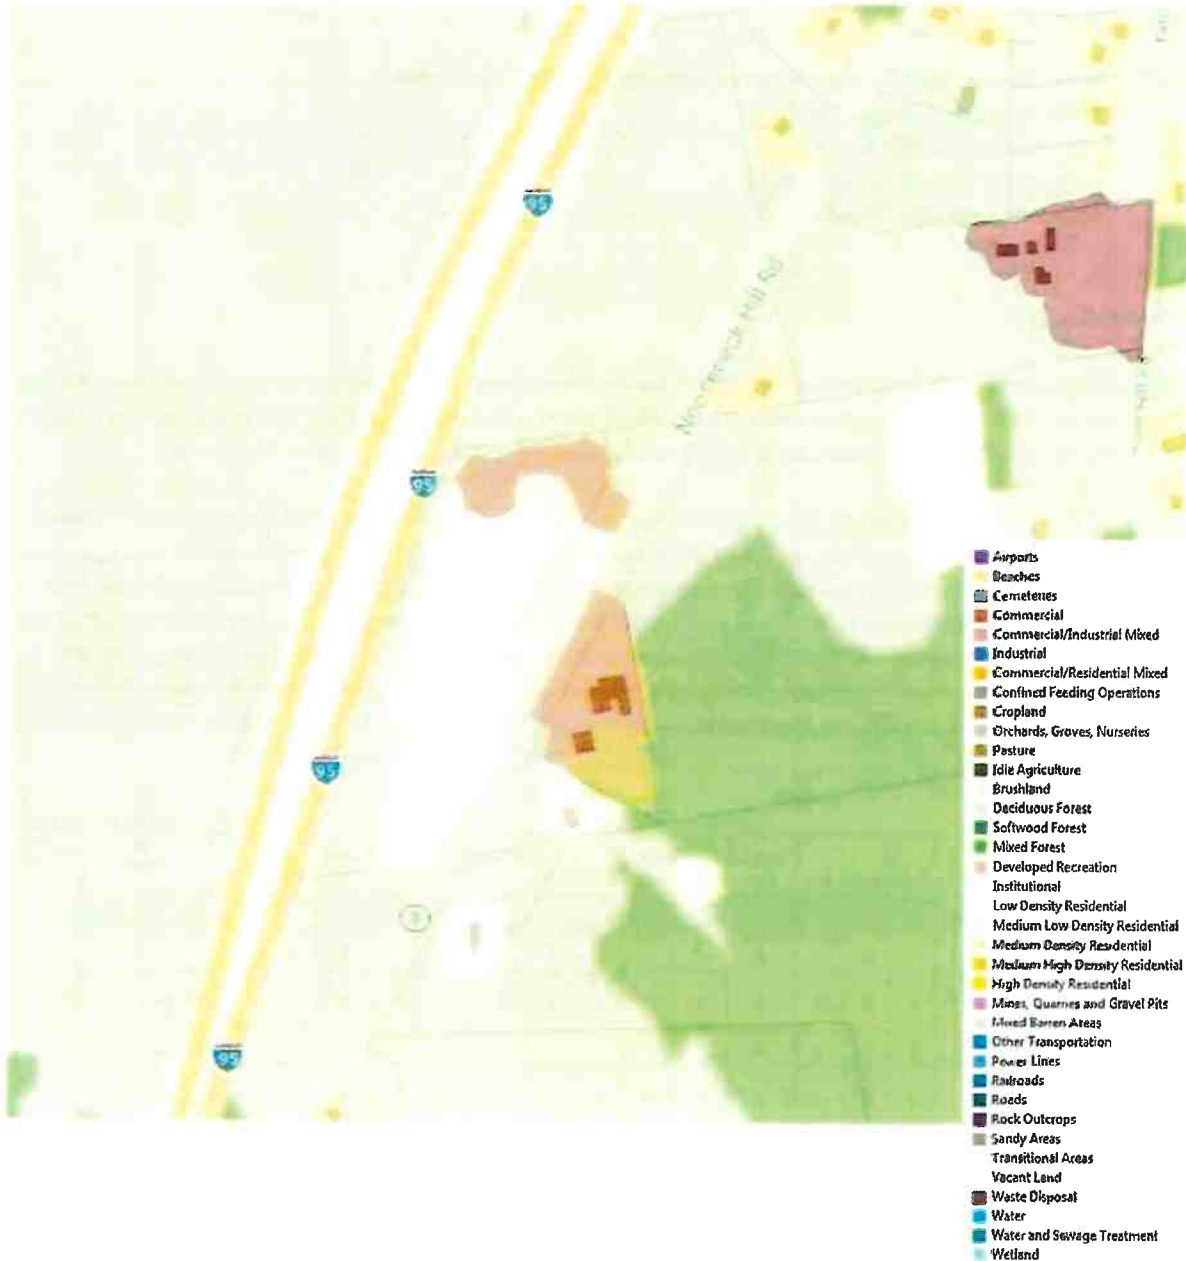 95
Hill Rd
95
95
3
95
Airports
Beaches
Cemeteries
Commercial
Commercial/Industrial Mixed
Industrial
Commercial/Residential Mixed
Confined Feeding Operations
Cropland
Orchards, Groves, Nurseries
Pasture
Idle Agriculture
Brushland
Deciduous Forest
Softwood Forest
Mixed Forest
Developed Recreation
Institutional
Low Density Residential
Medium Low Density Residential
Medium Density Residential
Medium High Density Residential
High Density Residential
Mines, Quarries and Gravel Pits
Mixed Barren Areas
Other Transportation
Power Lines
Railroads
Roads
Rock Outcrops
Sandy Areas
Transitional Areas
Vacant Land
Waste Disposal
Water
Water and Sewage Treatment
Wetland